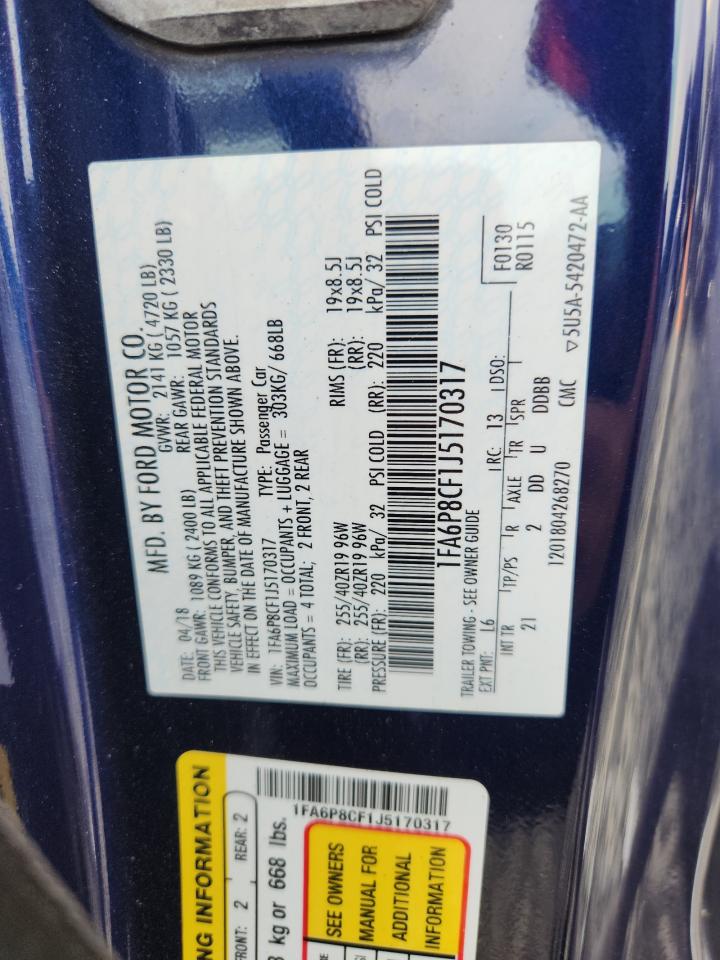 MFD. BY FORD MOTOR CO.
DATE: 04/18 GVWR: 2141 KG ( 4720 LB)
FRONT GAWR: 1089 KG ( 2400 LB) REAR GAWR: 1057 KG ( 2330 LB)
THIS VEHICLE CONFORMS TO ALL APPLICABLE FEDERAL MOTOR
VEHICLE SAFETY, BUMPER, AND THEFT PREVENTION STANDARDS
IN EFFECT ON THE DATE OF MANUFACTURE SHOWN ABOVE.
VIN: 1FA6P8CF1J5170317 TYPE: Passenger Car
MAXIMUM LOAD = OCCUPANTS + LUGGAGE = 303KG/ 668LB
OCCUPANTS = 4 TOTAL; 2 FRONT, 2 REAR
TIRE (FR): 255/40ZR19 96W RIMS (FR): 19x8.5J
(RR): 255/40ZR19 96W (RR): 19x8.5J
PRESSURE (FR): 220 kPa/ 32 PSI COLD (RR): 220 kPa/ 32 PSI COLD
1FA6P8CF1J5170317
TRAILER TOWING - SEE OWNER GUIDE
EXT PNT: L6 RC: 13 DSO: F0130
R0115
INT TR TP/PS R AXLE TR SPR
21 2 DD U DDBB
1201804268270 CMC ▽5U5A-5420472-AA
NG INFORMATION
FRONT: 2 REAR: 2
1FA6P8CF1J5170317
kg or 668 lbs.
SEE OWNERS
MANUAL FOR
ADDITIONAL
INFORMATION